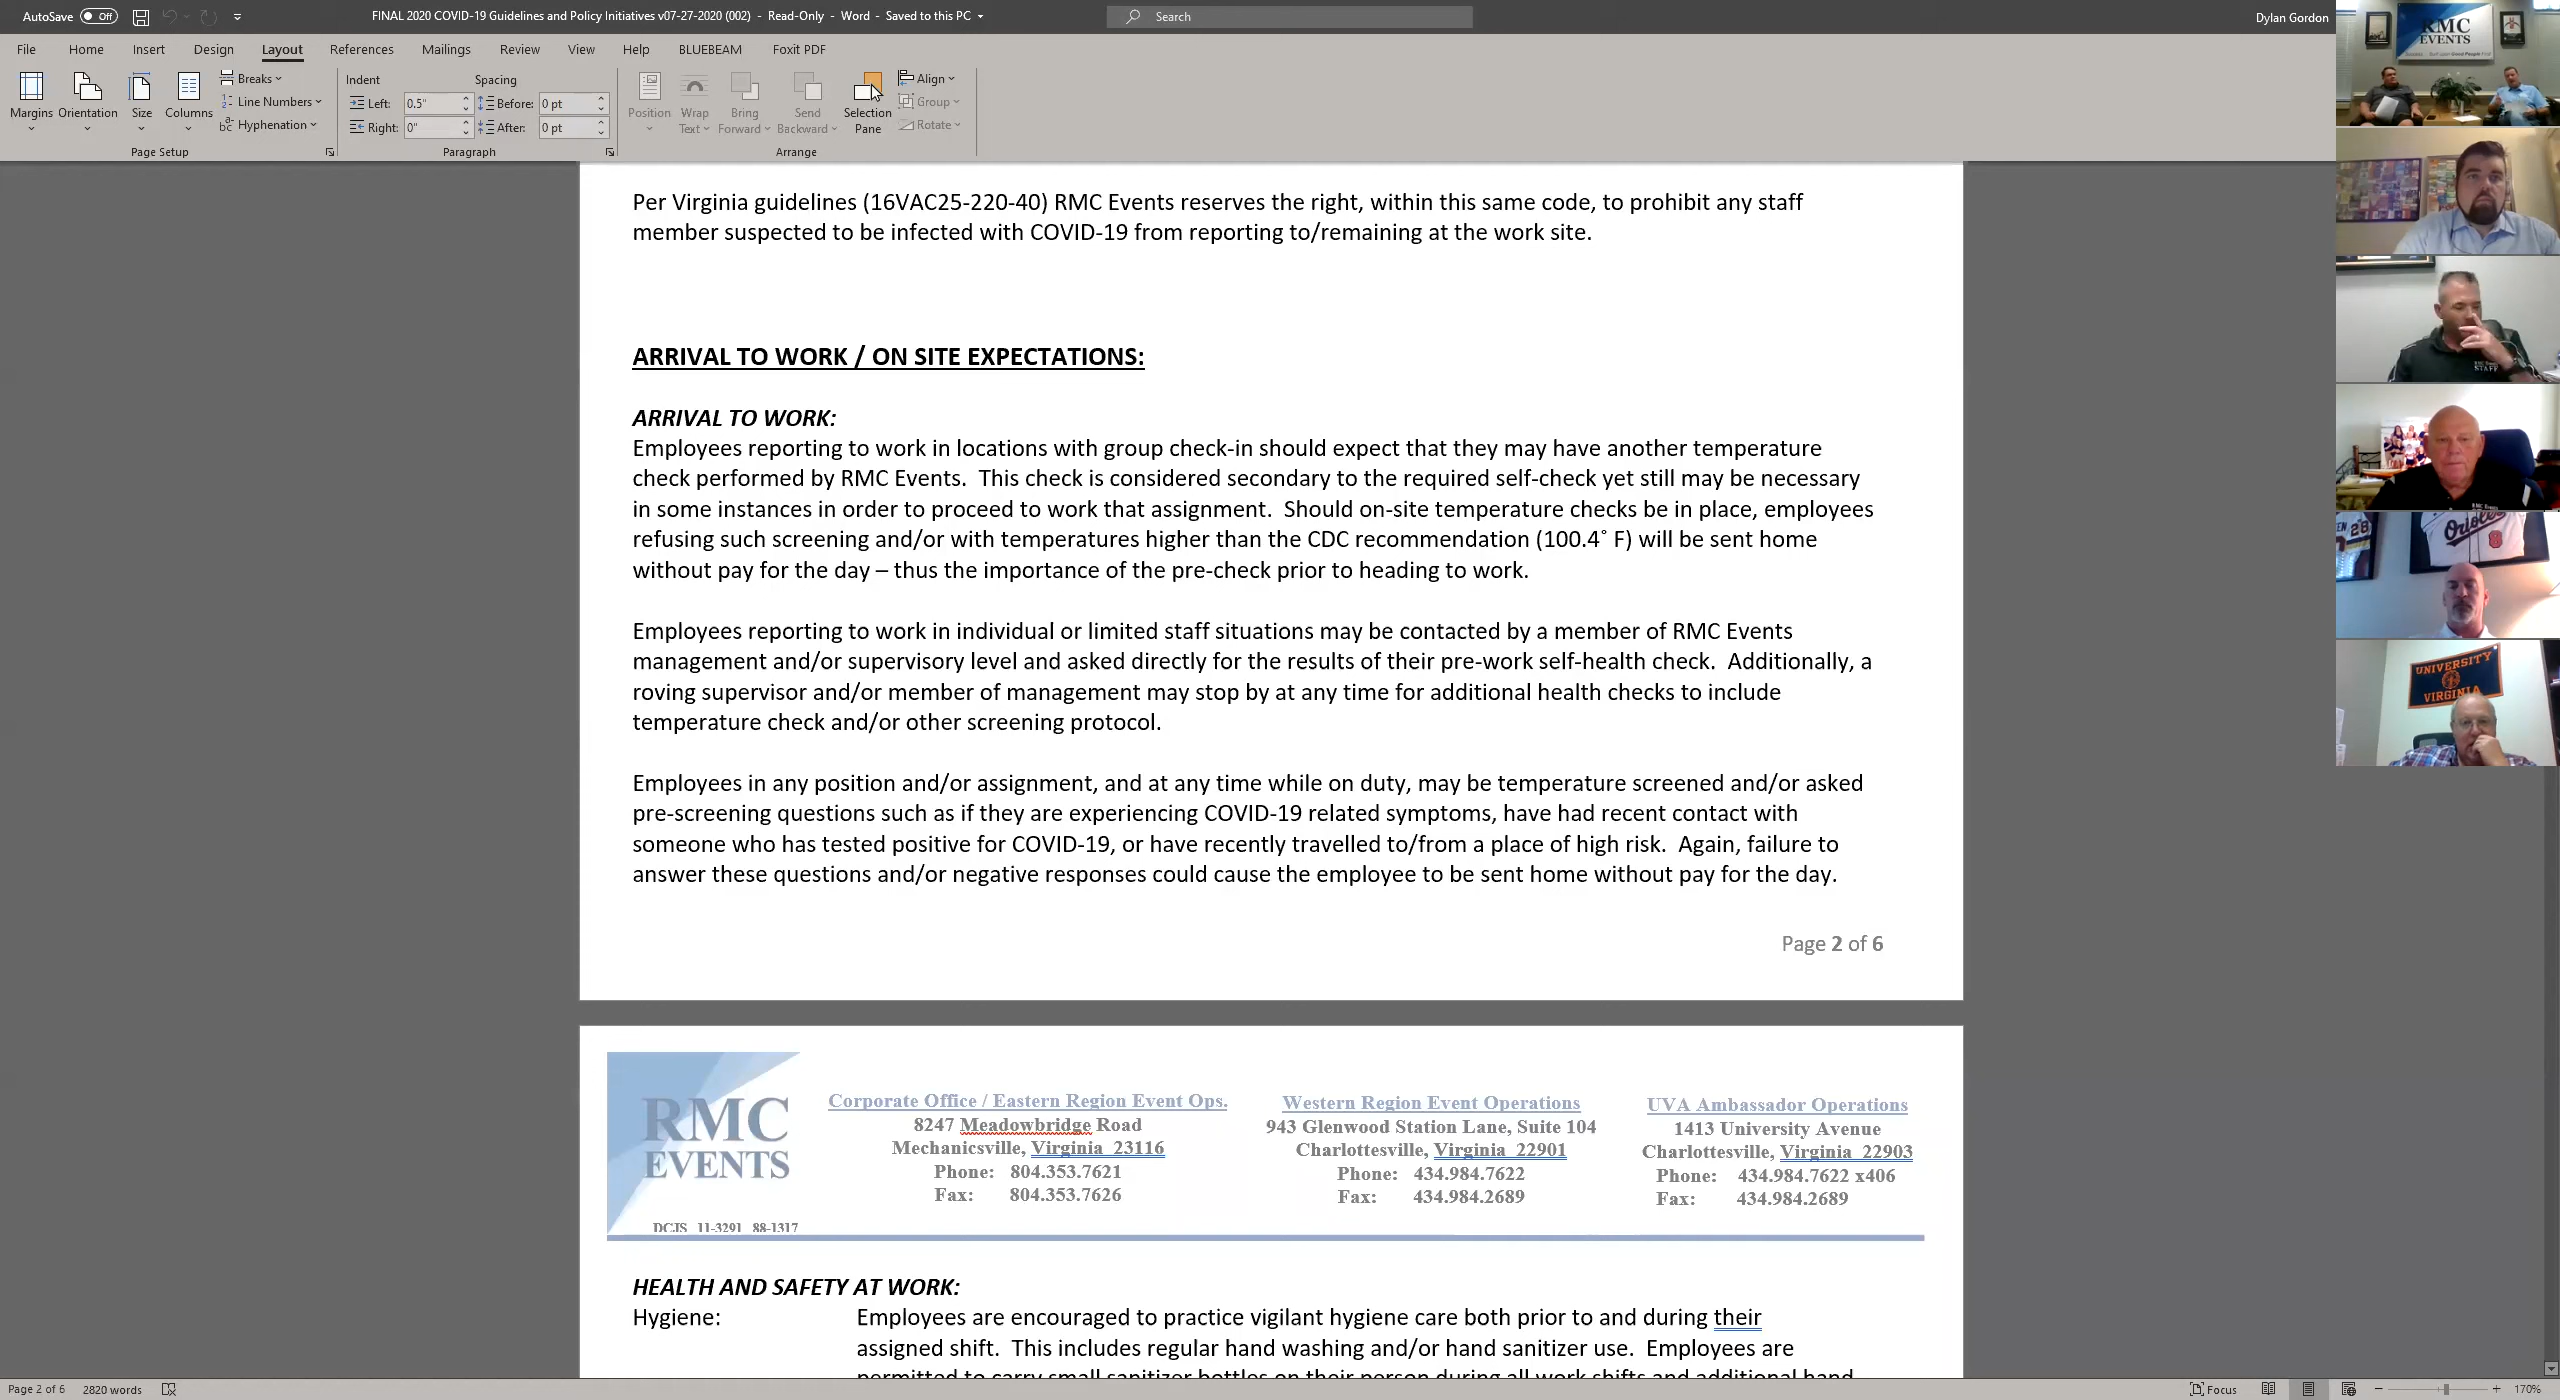 AutoSave Off FINAL 2020 COVID-19 Guidelines and Policy Initiatives v07-27-2020 (002) - Read-Only - Word - Saved to this PC Search Dylan Gordon
File Home Insert Design Layout References Mailings Review View Help BLUEBEAM Foxit PDF
Margins Orientation Size Columns
Breaks
Line Numbers
Hyphenation
Page Setup
Indent Spacing
Left: 0.5" Before: 0 pt
Right: 0" After: 0 pt
Paragraph
Position Wrap Text Bring Forward Send Backward Selection Pane
Align
Group
Rotate
Arrange
Per Virginia guidelines (16VAC25-220-40) RMC Events reserves the right, within this same code, to prohibit any staff
member suspected to be infected with COVID-19 from reporting to/remaining at the work site.
ARRIVAL TO WORK / ON SITE EXPECTATIONS:
ARRIVAL TO WORK:
Employees reporting to work in locations with group check-in should expect that they may have another temperature
check performed by RMC Events. This check is considered secondary to the required self-check yet still may be necessary
in some instances in order to proceed to work that assignment. Should on-site temperature checks be in place, employees
refusing such screening and/or with temperatures higher than the CDC recommendation (100.4˚ F) will be sent home
without pay for the day – thus the importance of the pre-check prior to heading to work.
Employees reporting to work in individual or limited staff situations may be contacted by a member of RMC Events
management and/or supervisory level and asked directly for the results of their pre-work self-health check. Additionally, a
roving supervisor and/or member of management may stop by at any time for additional health checks to include
temperature check and/or other screening protocol.
Employees in any position and/or assignment, and at any time while on duty, may be temperature screened and/or asked
pre-screening questions such as if they are experiencing COVID-19 related symptoms, have had recent contact with
someone who has tested positive for COVID-19, or have recently travelled to/from a place of high risk. Again, failure to
answer these questions and/or negative responses could cause the employee to be sent home without pay for the day.
Page 2 of 6
RMC
EVENTS
DCJS 11-3291 88-1317
Corporate Office / Eastern Region Event Ops.
8247 Meadowbridge Road
Mechanicsville, Virginia 23116
Phone: 804.353.7621
Fax: 804.353.7626
Western Region Event Operations
943 Glenwood Station Lane, Suite 104
Charlottesville, Virginia 22901
Phone: 434.984.7622
Fax: 434.984.2689
UVA Ambassador Operations
1413 University Avenue
Charlottesville, Virginia 22903
Phone: 434.984.7622 x406
Fax: 434.984.2689
HEALTH AND SAFETY AT WORK:
Hygiene: Employees are encouraged to practice vigilant hygiene care both prior to and during their
assigned shift. This includes regular hand washing and/or hand sanitizer use. Employees are
permitted to carry small sanitizer bottles on their person during all work shifts and additional hand
Page 2 of 6 2820 words Focus 170%
RMC
EVENTS
STAFF
28
Orioles
8
UNIVERSITY
VIRGINIA